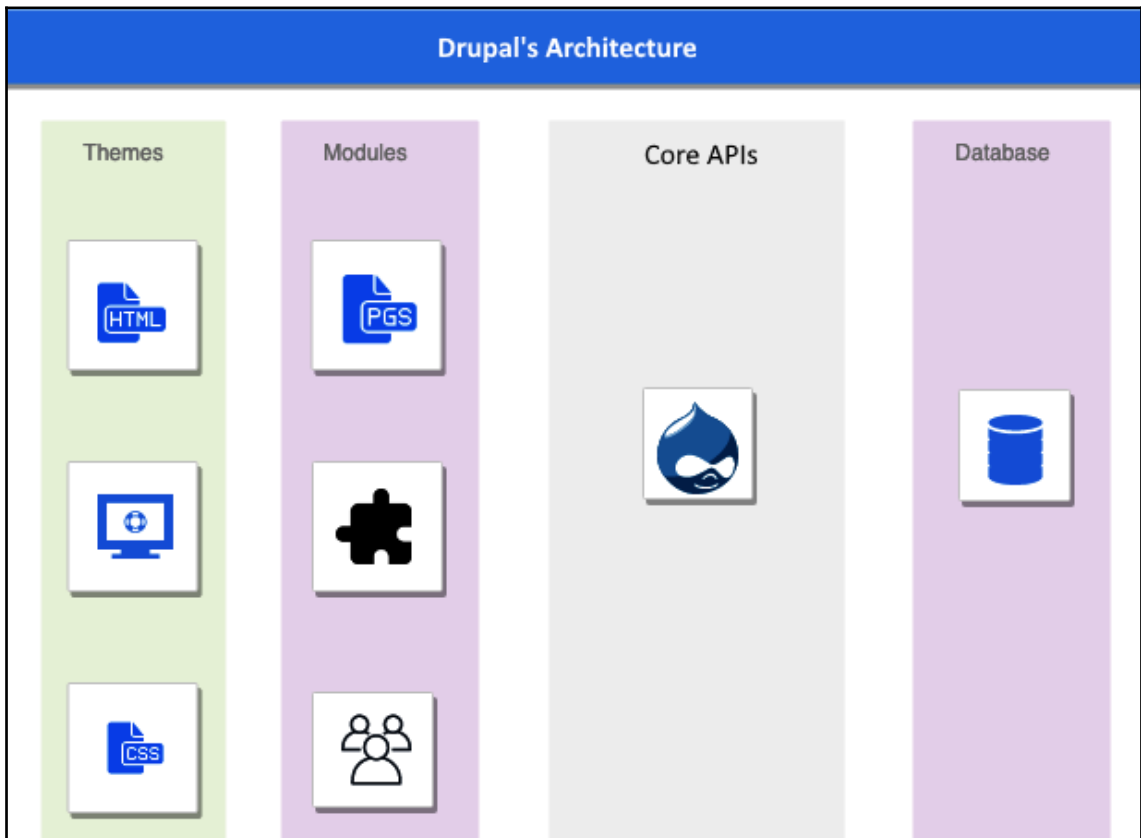 Drupal's Architecture
Themes
Modules
Core APIs
Database
HTML
PGS
CSS